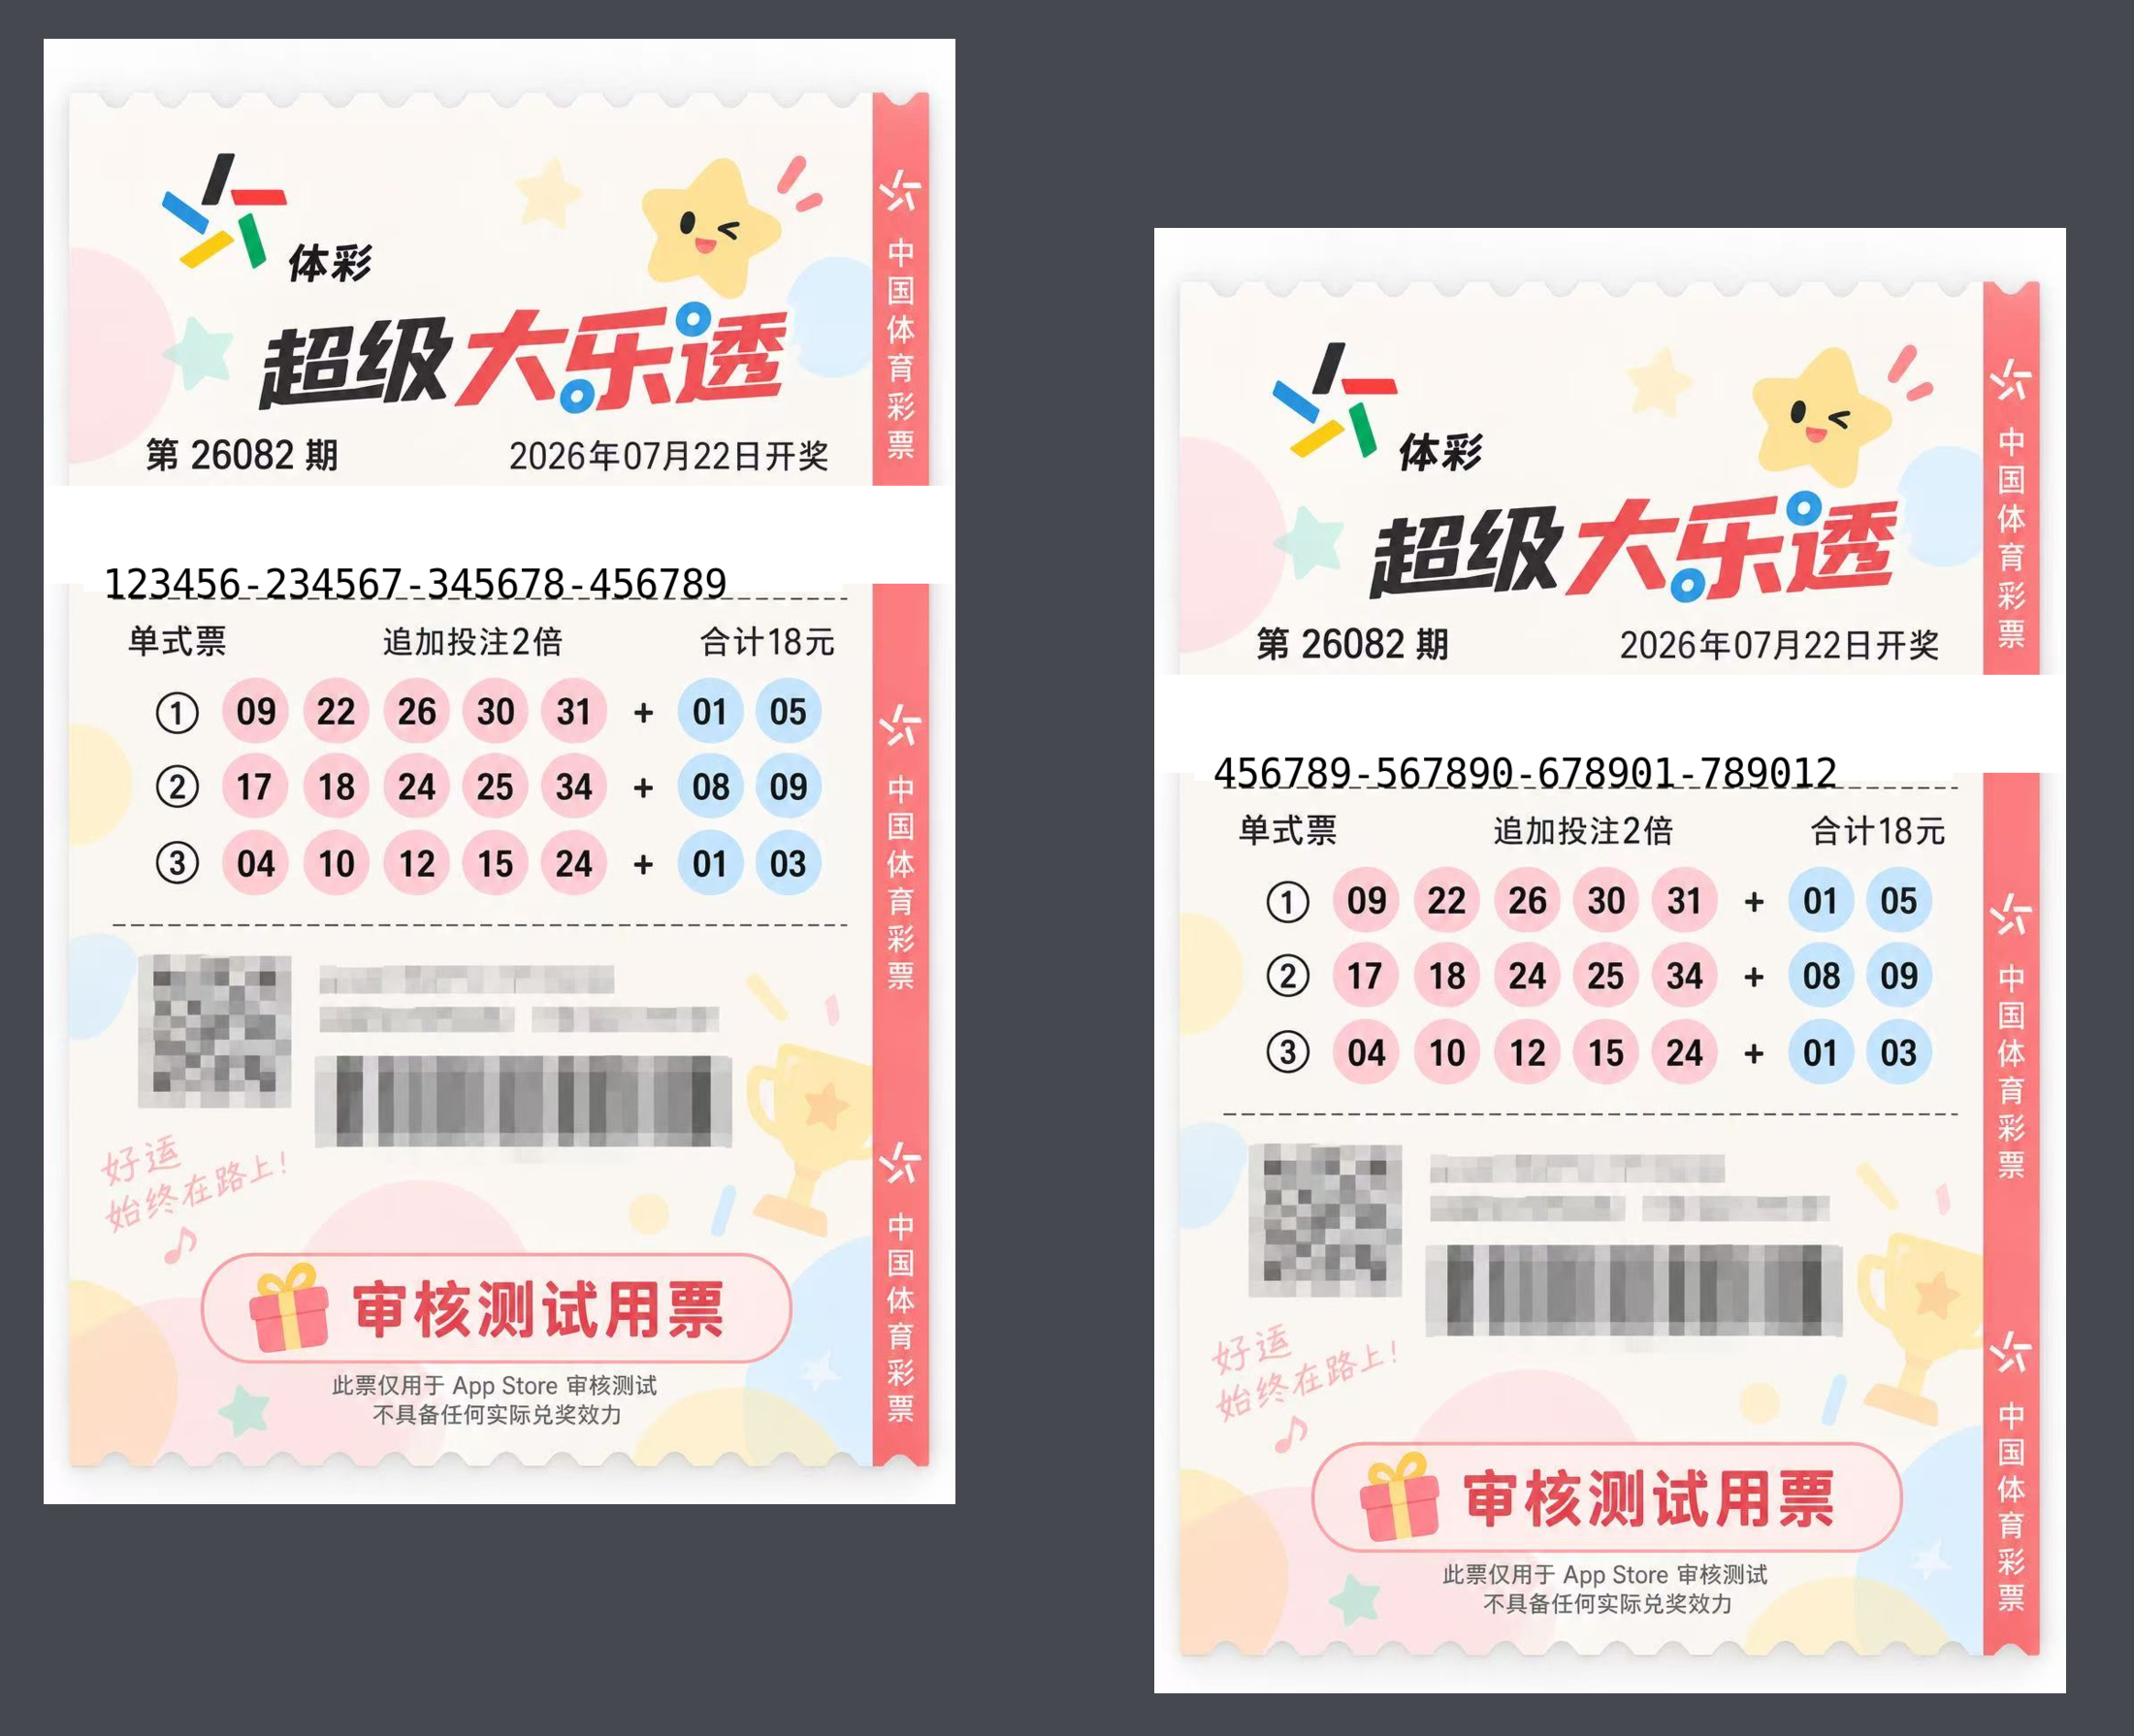 体彩
超级大乐透
第 26082 期
2026年07月22日开奖
123456-234567-345678-456789
单式票 追加投注2倍 合计18元
① 09 22 26 30 31 + 01 05
② 17 18 24 25 34 + 08 09
③ 04 10 12 15 24 + 01 03
好运
始终在路上!
审核测试用票
此票仅用于 App Store 审核测试
不具备任何实际兑奖效力
中国体育彩票
中国体育彩票
中国体育彩票
体彩
超级大乐透
第 26082 期
2026年07月22日开奖
456789-567890-678901-789012
单式票 追加投注2倍 合计18元
① 09 22 26 30 31 + 01 05
② 17 18 24 25 34 + 08 09
③ 04 10 12 15 24 + 01 03
好运
始终在路上!
审核测试用票
此票仅用于 App Store 审核测试
不具备任何实际兑奖效力
中国体育彩票
中国体育彩票
中国体育彩票